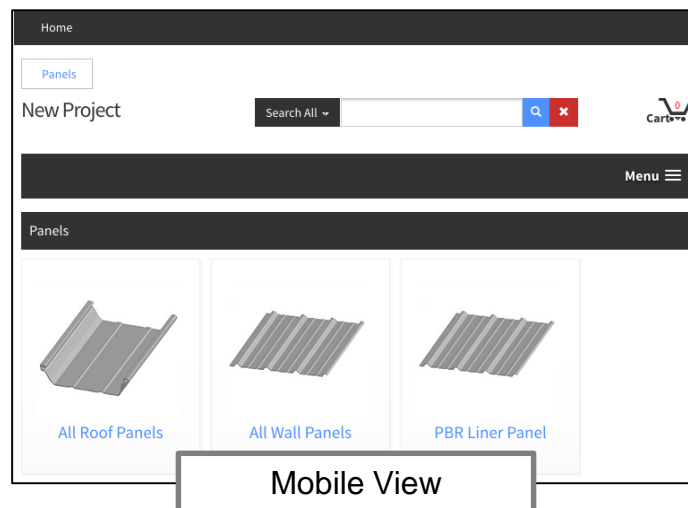 Home
Panels
New Project
Search All
0
Cart
Menu
Panels
All Roof Panels
All Wall Panels
PBR Liner Panel
Mobile View